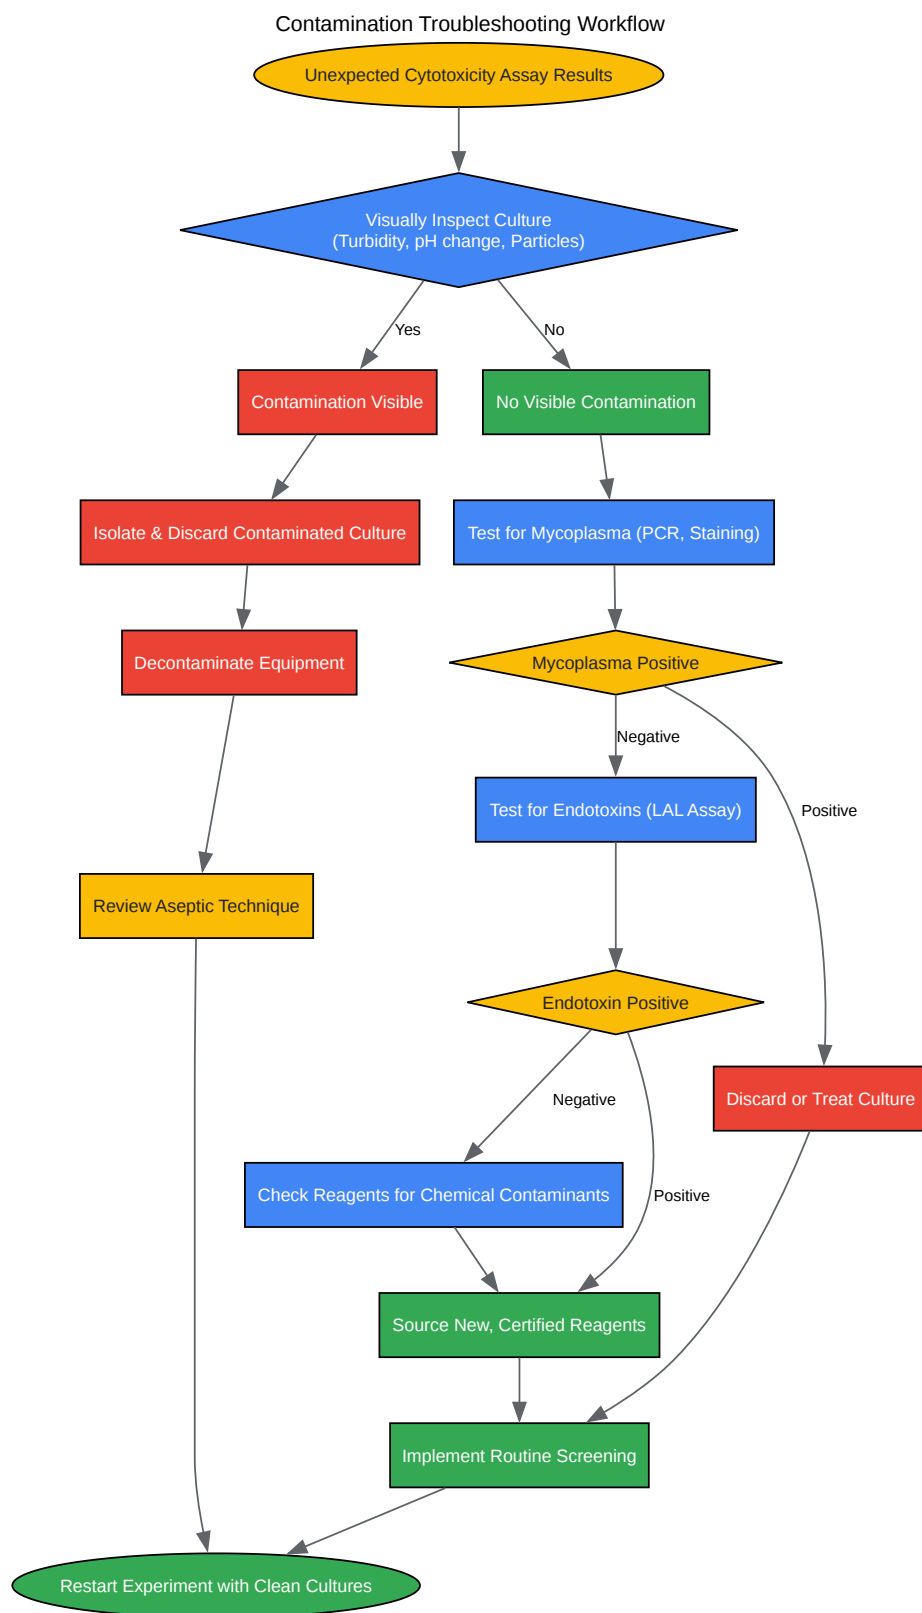 Contamination Troubleshooting Workflow
Unexpected Cytotoxicity Assay Results
Visually Inspect Culture
(Turbidity, pH change, Particles)
Yes
No
Contamination Visible
No Visible Contamination
Isolate & Discard Contaminated Culture
Test for Mycoplasma (PCR, Staining)
Decontaminate Equipment
Mycoplasma Positive
Negative
Test for Endotoxins (LAL Assay)
Positive
Review Aseptic Technique
Endotoxin Positive
Negative
Discard or Treat Culture
Check Reagents for Chemical Contaminants
Positive
Source New, Certified Reagents
Implement Routine Screening
Restart Experiment with Clean Cultures